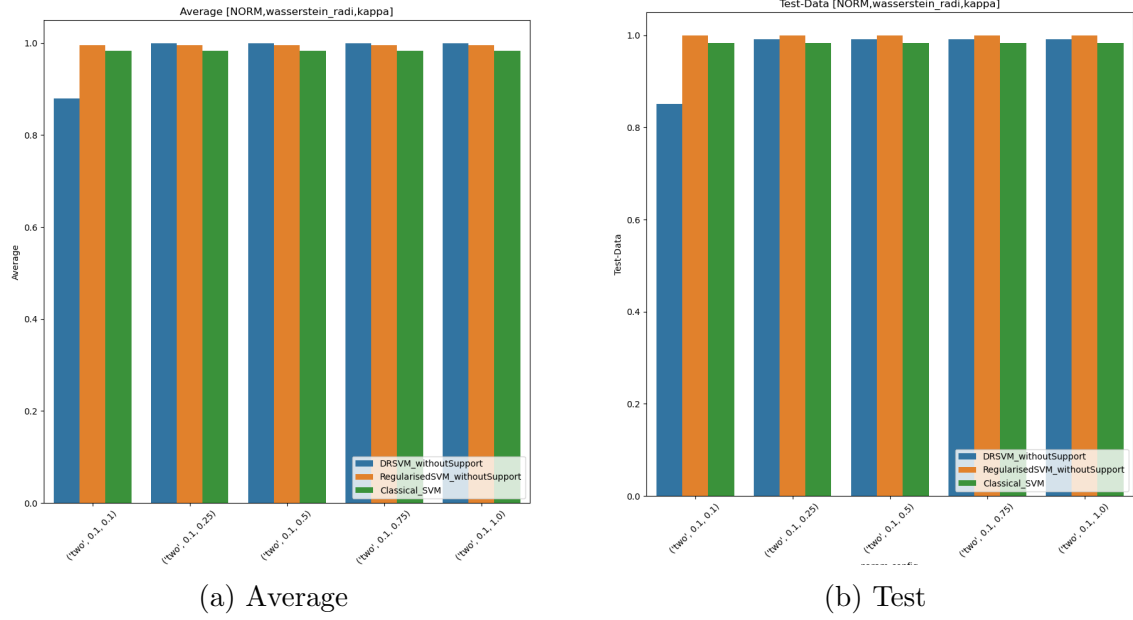 Average [NORM,wasserstein_radi,kappa]
1.0
0.8
0.6
0.4
0.2
0.0
Average
DRSVM_withoutSupport
RegularisedSVM_withoutSupport
Classical_SVM
('two', 0.1, 0.1)
('two', 0.1, 0.25)
('two', 0.1, 0.5)
('two', 0.1, 0.75)
('two', 0.1, 1.0)
(a) Average
Test-Data [NORM,wasserstein_radi,kappa]
1.0
0.8
0.6
0.4
0.2
0.0
Test-Data
DRSVM_withoutSupport
RegularisedSVM_withoutSupport
Classical_SVM
('two', 0.1, 0.1)
('two', 0.1, 0.25)
('two', 0.1, 0.5)
('two', 0.1, 0.75)
('two', 0.1, 1.0)
(b) Test